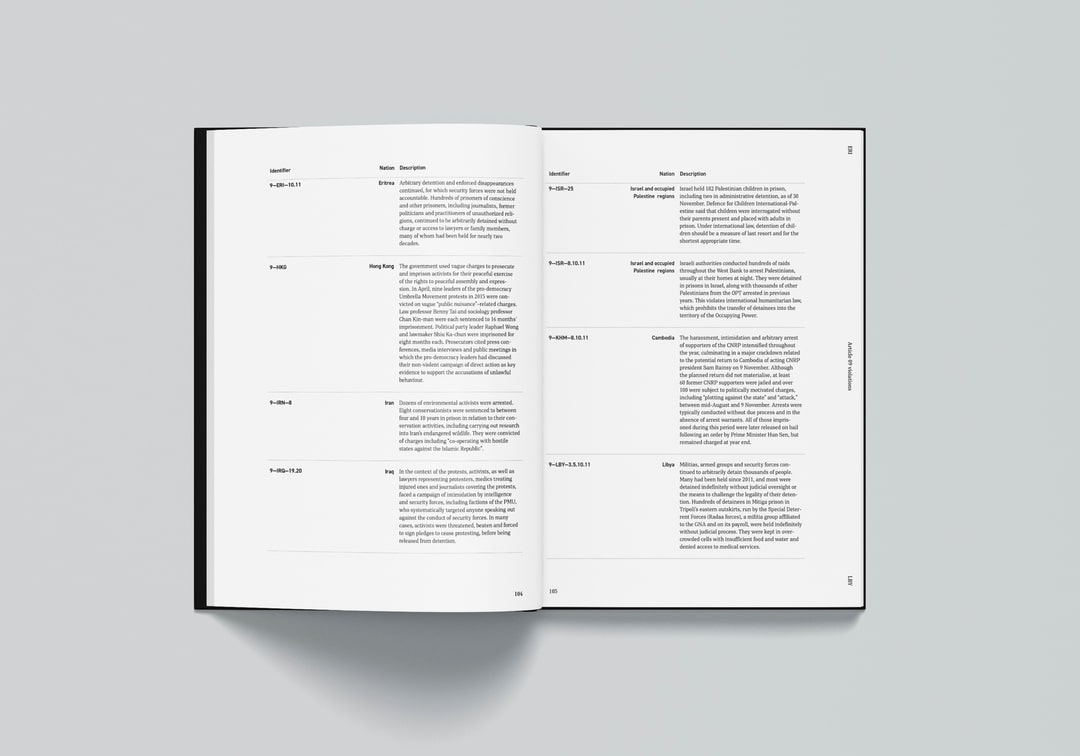 Identifier
Nation
Description
9—ERI—10.11
Eritrea
Arbitrary detention and enforced disappearances
continued, for which security forces were not held
accountable. Hundreds of prisoners of conscience
and other prisoners, including journalists, former
politicians and practitioners of unauthorized reli-
gions, continued to be arbitrarily detained without
charge or access to lawyers or family members,
many of whom had been held for nearly two
decades.
9—HKG
Hong Kong
The government used vague charges to prosecute
and imprison activists for their peaceful exercise
of the rights to peaceful assembly and expres-
sion. In April, nine leaders of the pro-democracy
Umbrella Movement protests in 2015 were con-
victed on vague "public nuisance"-related charges.
Law professor Benny Tai and sociology professor
Chan Kin-man were each sentenced to 16 months'
imprisonment. Political party leader Raphael Wong
and lawmaker Shiu Ka-chun were imprisoned for
eight months each. Prosecutors cited press con-
ferences, media interviews and public meetings in
which the pro-democracy leaders had discussed
their non-violent campaign of direct action as key
evidence to support the accusations of unlawful
behaviour.
9—IRN—8
Iran
Dozens of environmental activists were arrested.
Eight conservationists were sentenced to between
four and 10 years in prison in relation to their con-
servation activities, including carrying out research
into Iran's endangered wildlife. They were convicted
of charges including "co-operating with hostile
states against the Islamic Republic".
9—IRQ—19.20
Iraq
In the context of the protests, activists, as well as
lawyers representing protesters, medics treating
injured ones and journalists covering the protests,
faced a campaign of intimidation by intelligence
and security forces, including factions of the PMU,
who systematically targeted anyone speaking out
against the conduct of security forces. In many
cases, activists were threatened, beaten and forced
to sign pledges to cease protesting, before being
released from detention.
104
Identifier
Nation
Description
9—ISR—25
Israel and occupied
Palestine regions
Israel held 182 Palestinian children in prison,
including two in administrative detention, as of 30
November. Defence for Children International-Pal-
estine said that children were interrogated without
their parents present and placed with adults in
prison. Under international law, detention of chil-
dren should be a measure of last resort and for the
shortest appropriate time.
9—ISR—8.10.11
Israel and occupied
Palestine regions
Israeli authorities conducted hundreds of raids
throughout the West Bank to arrest Palestinians,
usually at their homes at night. They were detained
in prisons in Israel, along with thousands of other
Palestinians from the OPT arrested in previous
years. This violates international humanitarian law,
which prohibits the transfer of detainees into the
territory of the Occupying Power.
9—KHM—8.10.11
Cambodia
The harassment, intimidation and arbitrary arrest
of supporters of the CNRP intensified throughout
the year, culminating in a major crackdown related
to the potential return to Cambodia of acting CNRP
president Sam Rainsy on 9 November. Although
the planned return did not materialise, at least
60 former CNRP supporters were jailed and over
100 were subject to politically motivated charges,
including "plotting against the state" and "attack,"
between mid-August and 9 November. Arrests were
typically conducted without due process and in the
absence of arrest warrants. All of those impris-
oned during this period were later released on bail
following an order by Prime Minister Hun Sen, but
remained charged at year end.
9—LBY—3.5.10.11
Libya
Militias, armed groups and security forces con-
tinued to arbitrarily detain thousands of people.
Many had been held since 2011, and most were
detained indefinitely without judicial oversight or
the means to challenge the legality of their deten-
tion. Hundreds of detainees in Mitiga prison in
Tripoli's eastern outskirts, run by the Special Deter-
rent Forces (Radaa forces), a militia group affiliated
to the GNA and on its payroll, were held indefinitely
without judicial process. They were kept in over-
crowded cells with insufficient food and water and
denied access to medical services.
105
ERI
Article 09 violations
LBY